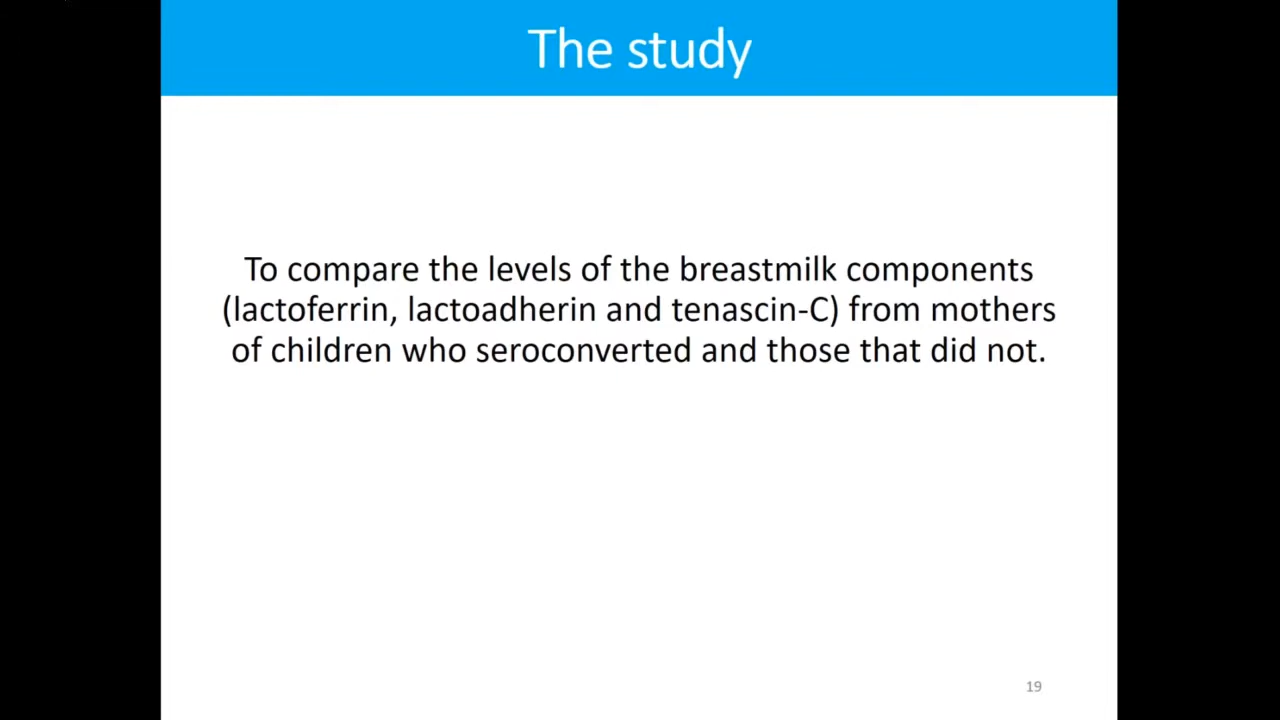 The study
To compare the levels of the breastmilk components
(lactoferrin, lactoadherin and tenascin-C) from mothers
of children who seroconverted and those that did not.
19